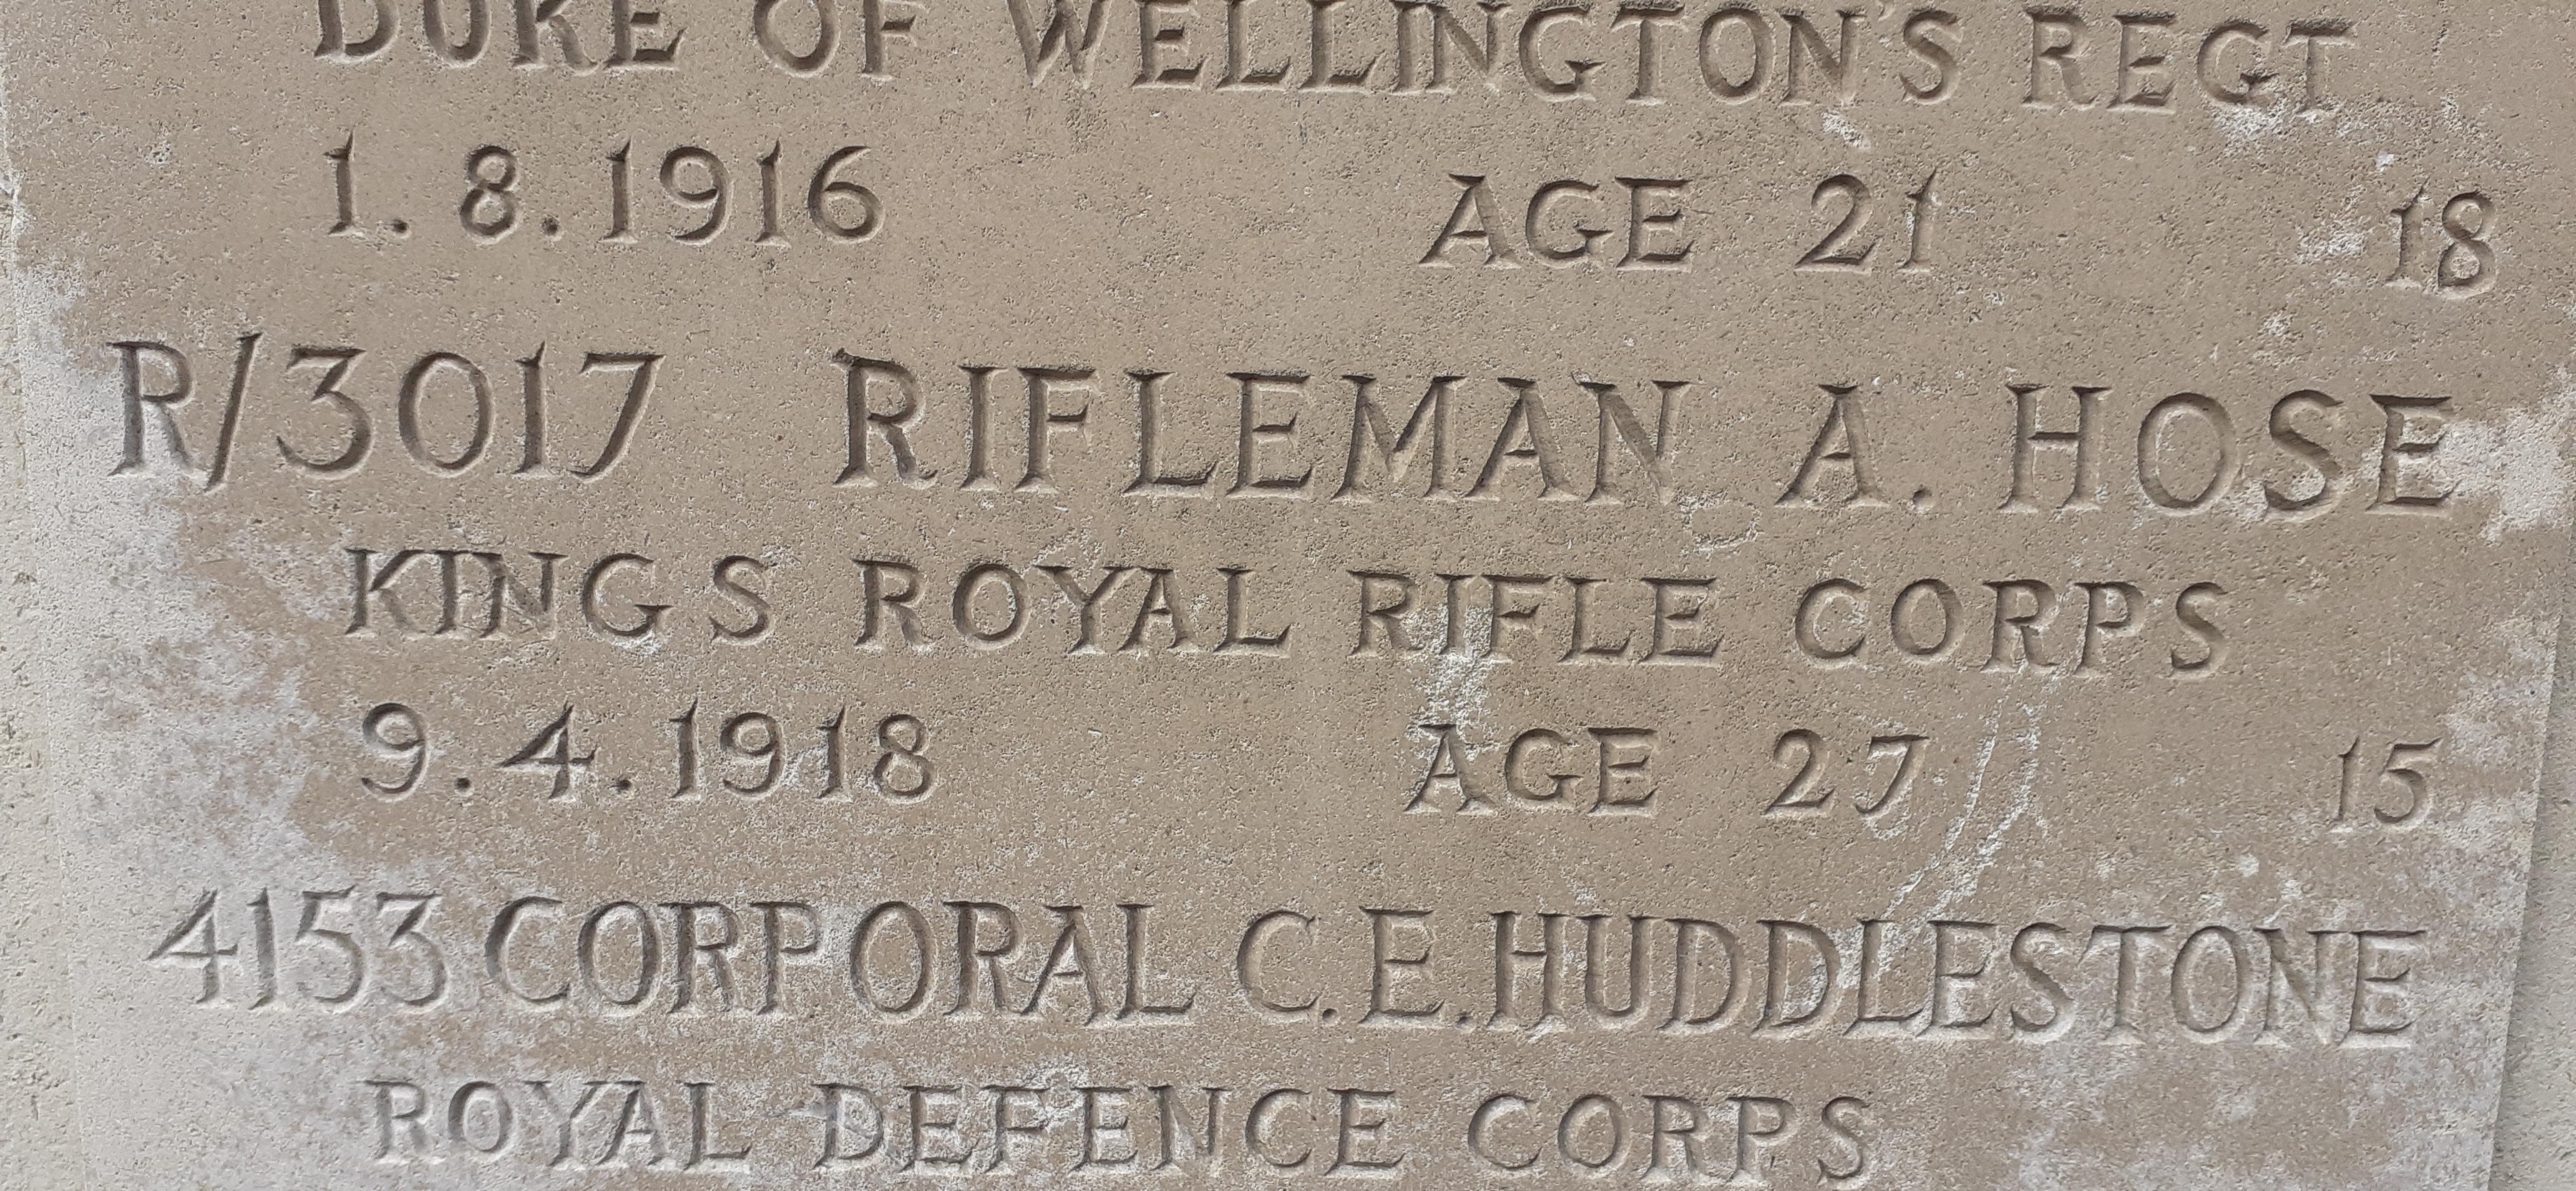 DUKE OF WELLINGTON'S REGT
1. 8. 1916 AGE 21 18
R/3017 RIFLEMAN A. HOSE
KINGS ROYAL RIFLE CORPS
9. 4. 1918 AGE 27 15
4153 CORPORAL C.E. HUDDLESTONE
ROYAL DEFENCE CORPS